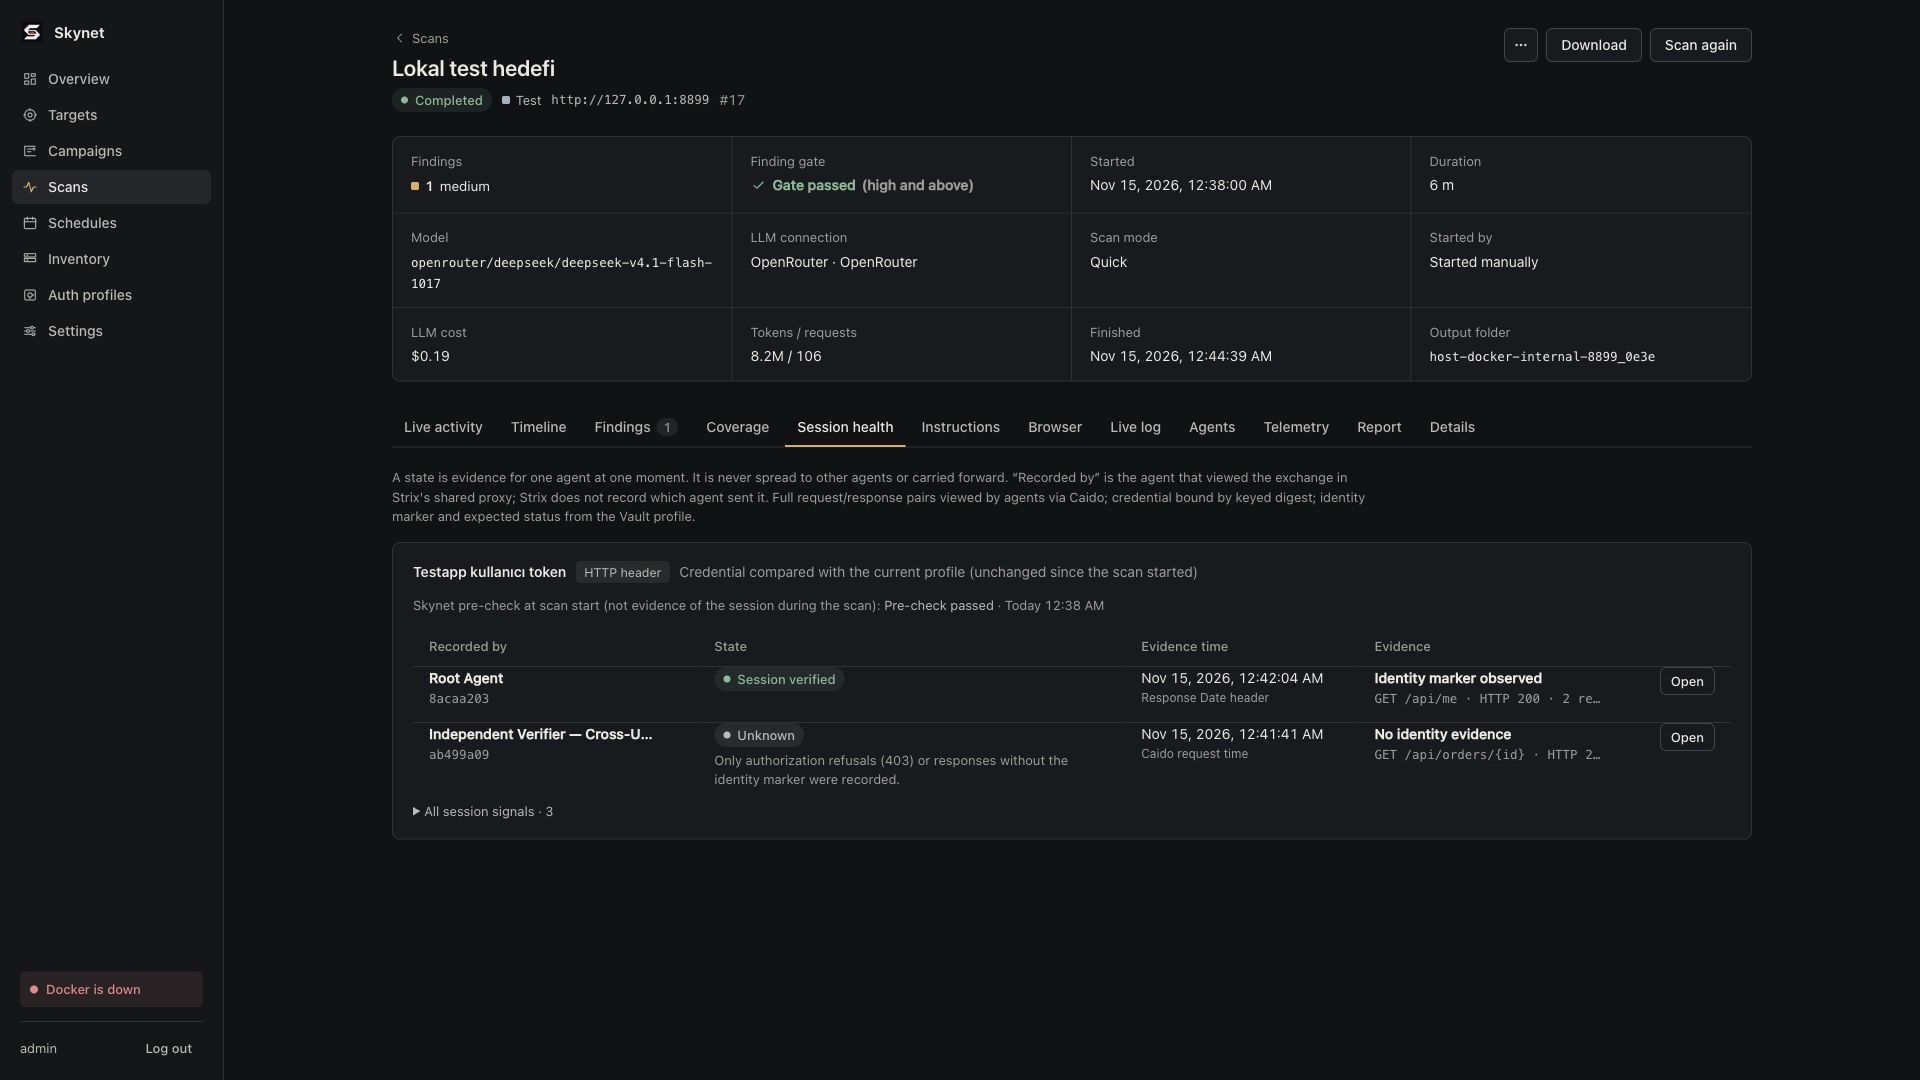 Skynet
Overview
Targets
Campaigns
Scans
Schedules
Inventory
Auth profiles
Settings
Docker is down
admin
Log out
Scans
Lokal test hedefi
Completed Test http://127.0.0.1:8899 #17
... Download Scan again
Findings
1 medium
Finding gate
Gate passed (high and above)
Started
Nov 15, 2026, 12:38:00 AM
Duration
6 m
Model
openrouter/deepseek/deepseek-v4.1-flash-
1017
LLM connection
OpenRouter · OpenRouter
Scan mode
Quick
Started by
Started manually
LLM cost
$0.19
Tokens / requests
8.2M / 106
Finished
Nov 15, 2026, 12:44:39 AM
Output folder
host-docker-internal-8899_0e3e
Live activity Timeline Findings 1 Coverage Session health Instructions Browser Live log Agents Telemetry Report Details
A state is evidence for one agent at one moment. It is never spread to other agents or carried forward. “Recorded by” is the agent that viewed the exchange in
Strix's shared proxy; Strix does not record which agent sent it. Full request/response pairs viewed by agents via Caido; credential bound by keyed digest; identity
marker and expected status from the Vault profile.
Testapp kullanıcı token HTTP header Credential compared with the current profile (unchanged since the scan started)
Skynet pre-check at scan start (not evidence of the session during the scan): Pre-check passed · Today 12:38 AM
Recorded by State Evidence time Evidence
Root Agent
8acaa203
Session verified
Nov 15, 2026, 12:42:04 AM
Response Date header
Identity marker observed
GET /api/me · HTTP 200 · 2 re…
Open
Independent Verifier — Cross-U...
ab499a09
Unknown
Only authorization refusals (403) or responses without the
identity marker were recorded.
Nov 15, 2026, 12:41:41 AM
Caido request time
No identity evidence
GET /api/orders/{id} · HTTP 2…
Open
All session signals · 3